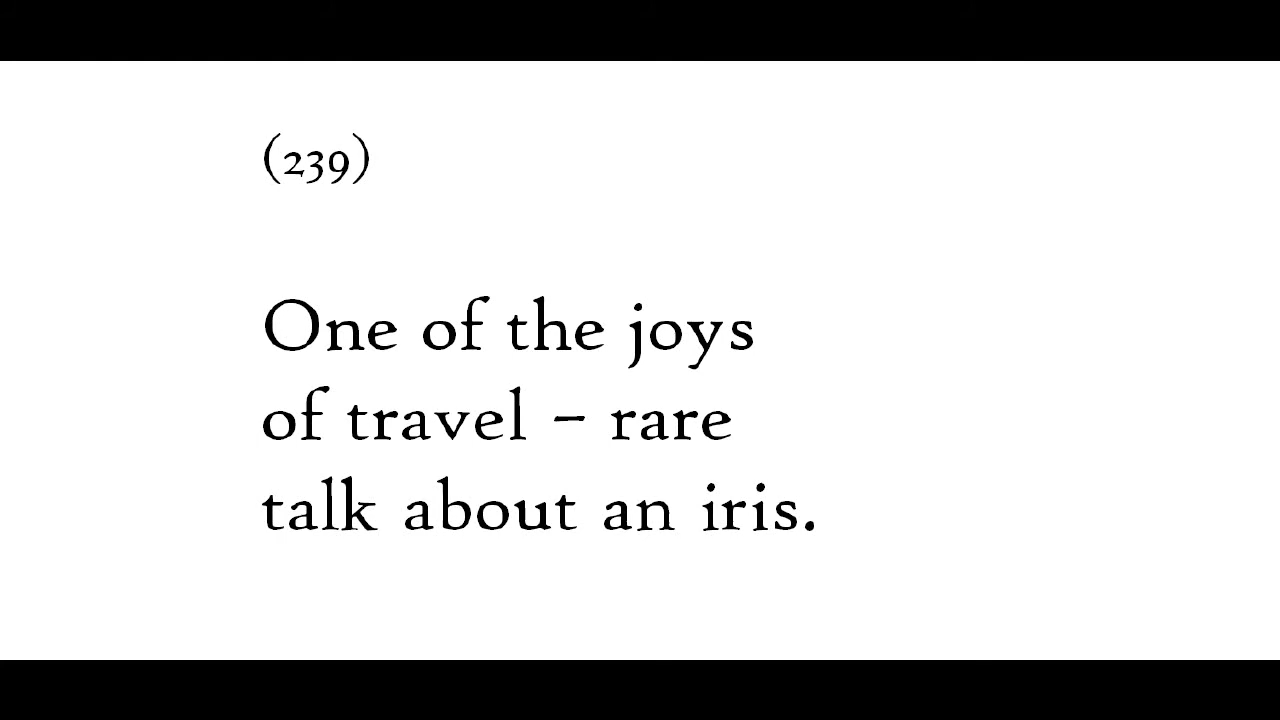 (239)
One of the joys
of travel – rare
talk about an iris.